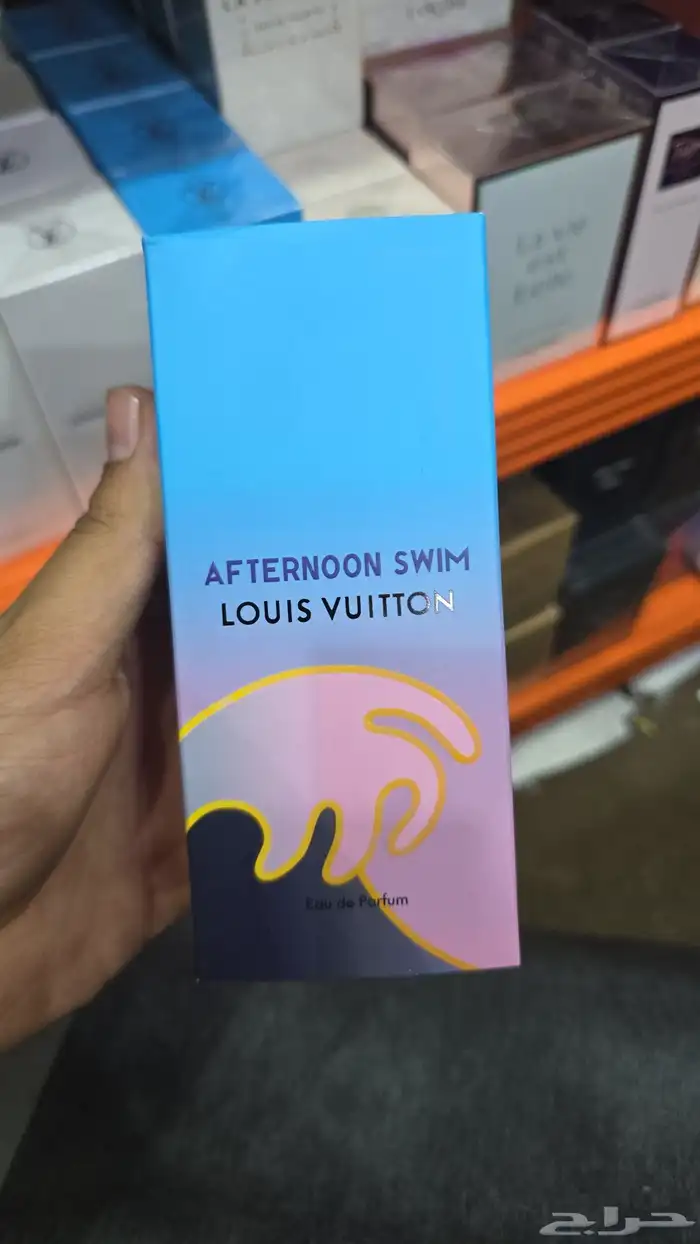 La vie
est
belle
AFTERNOON SWIM
LOUIS VUITTON
Eau de Parfum
حراج